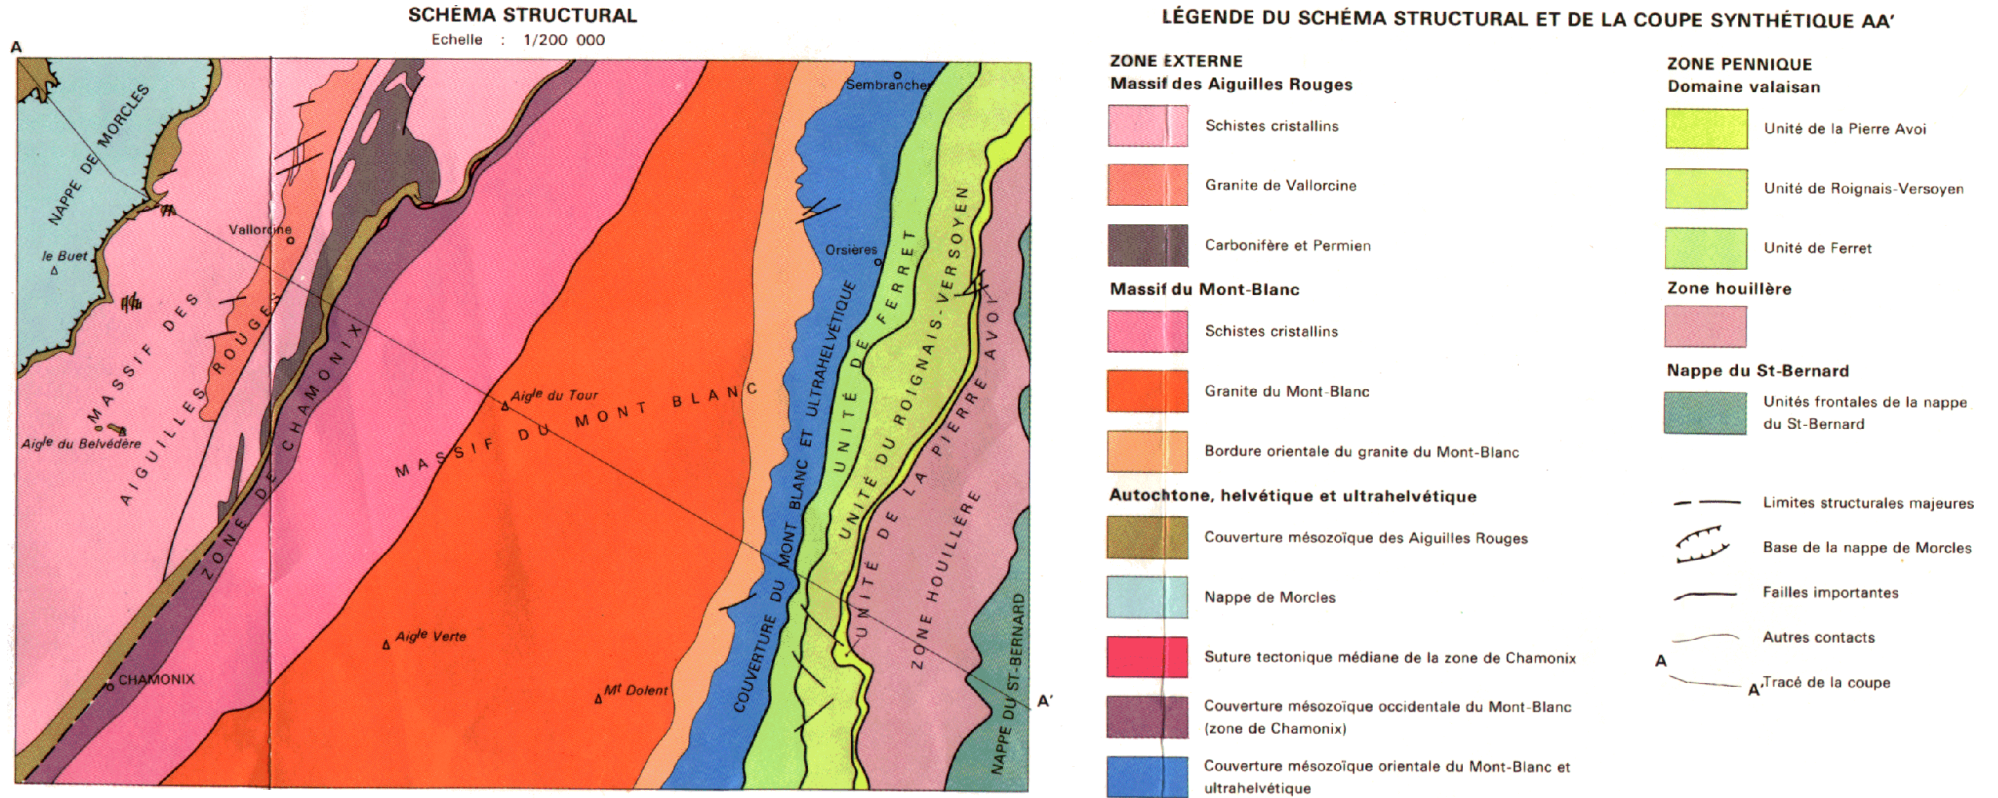 SCHÉMA STRUCTURAL
Echelle : 1/200 000
A
NAPPE DE MORCLES
Sembrancher
Vallorcine
le Buet
Orsières
MASSIF DES
AIGUILLES ROUGES
Aigle du Belvédère
ZONE DE CHAMONIX
Aigle du Tour
MASSIF DU MONT BLANC
COUVERTURE DU MONT BLANC ET ULTRAHELVÉTIQUE
UNITÉ DE FERRET
UNITÉ DU ROIGNAIS-VERSOYEN
UNITÉ DE LA PIERRE AVOI
ZONE HOUILLÈRE
NAPPE DU ST-BERNARD
Aigle Verte
CHAMONIX
Mt Dolent
A'
LÉGENDE DU SCHÉMA STRUCTURAL ET DE LA COUPE SYNTHÉTIQUE AA'
ZONE EXTERNE
Massif des Aiguilles Rouges
Schistes cristallins
Granite de Vallorcine
Carbonifère et Permien
Massif du Mont-Blanc
Schistes cristallins
Granite du Mont-Blanc
Bordure orientale du granite du Mont-Blanc
Autochtone, helvétique et ultrahelvétique
Couverture mésozoïque des Aiguilles Rouges
Nappe de Morcles
Suture tectonique médiane de la zone de Chamonix
Couverture mésozoïque occidentale du Mont-Blanc
(zone de Chamonix)
Couverture mésozoïque orientale du Mont-Blanc et
ultrahelvétique
ZONE PENNIQUE
Domaine valaisan
Unité de la Pierre Avoi
Unité de Roignais-Versoyen
Unité de Ferret
Zone houillère
Nappe du St-Bernard
Unités frontales de la nappe
du St-Bernard
Limites structurales majeures
Base de la nappe de Morcles
Failles importantes
Autres contacts
A
A' Tracé de la coupe